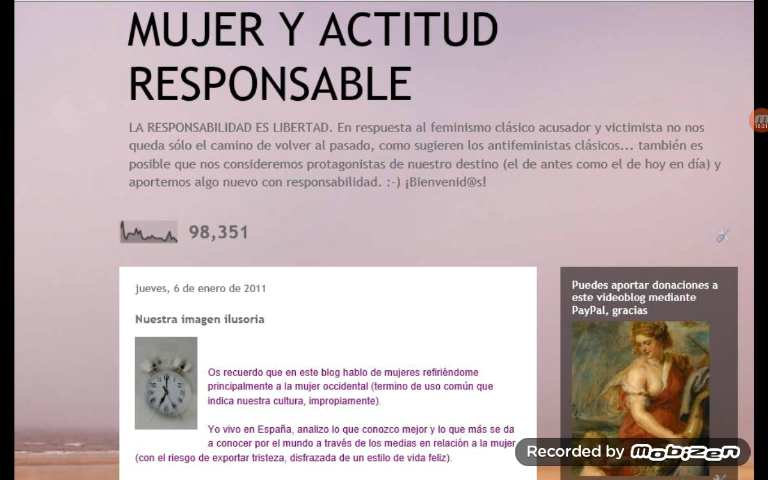 MUJER Y ACTITUD
RESPONSABLE
LA RESPONSABILIDAD ES LIBERTAD. En respuesta al feminismo clásico acusador y victimista no nos
queda sólo el camino de volver al pasado, como sugieren los antifeministas clásicos... también es
posible que nos consideremos protagonistas de nuestro destino (el de antes como el de hoy en día) y
aportemos algo nuevo con responsabilidad. :-) ¡Bienvenid@s!
98,351
jueves, 6 de enero de 2011
Nuestra imagen ilusoria
Os recuerdo que en este blog hablo de mujeres refiriéndome
principalmente a la mujer occidental (termino de uso común que
indica nuestra cultura, impropiamente).
Yo vivo en España, analizo lo que conozco mejor y lo que más se da
a conocer por el mundo a través de los medias en relación a la mujer
(con el riesgo de exportar tristeza, disfrazada de un estilo de vida feliz).
Puedes aportar donaciones a
este videoblog mediante
PayPal, gracias
Recorded by Mobizen